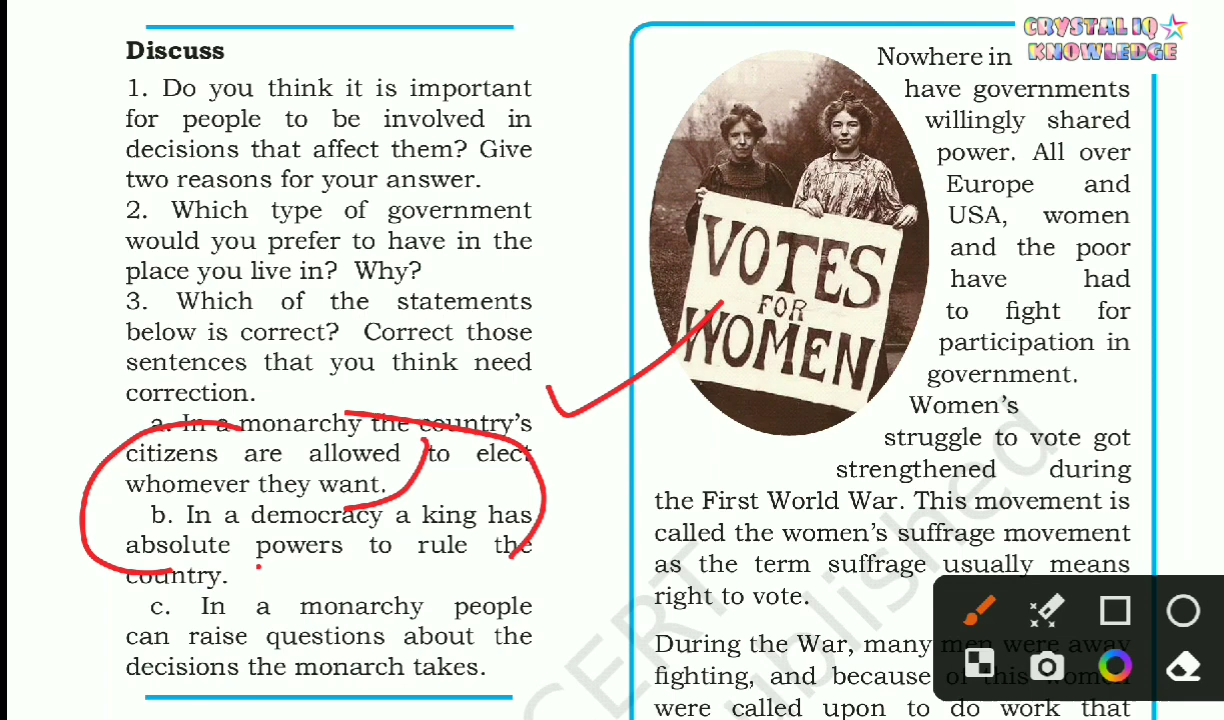 Discuss
1. Do you think it is important
for people to be involved in
decisions that affect them? Give
two reasons for your answer.
2. Which type of government
would you prefer to have in the
place you live in? Why?
3. Which of the statements
below is correct? Correct those
sentences that you think need
correction.
a. In a monarchy the country's
citizens are allowed to elect
whomever they want.
b. In a democracy a king has
absolute powers to rule the
country.
c. In a monarchy people
can raise questions about the
decisions the monarch takes.
CRYSTAL IQ
KNOWLEDGE
VOTES
FOR
WOMEN
Nowhere in
have governments
willingly shared
power. All over
Europe and
USA, women
and the poor
have had
to fight for
participation in
government.
Women's
struggle to vote got
strengthened during
the First World War. This movement is
called the women's suffrage movement
as the term suffrage usually means
right to vote.
During the War, many men were away
fighting, and because of this women
were called upon to do work that